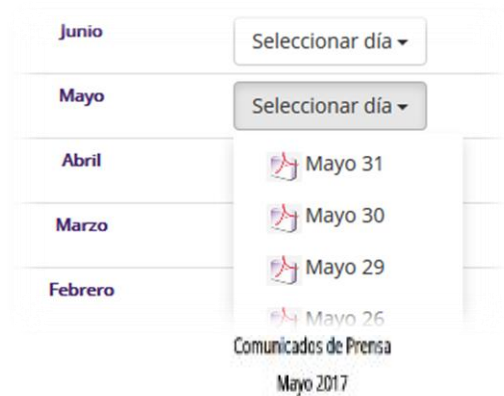 Junio Seleccionar día
Mayo Seleccionar día
Abril Mayo 31
Marzo Mayo 30
Mayo 29
Febrero
Mayo 26
Comunicados de Prensa
Mayo 2017